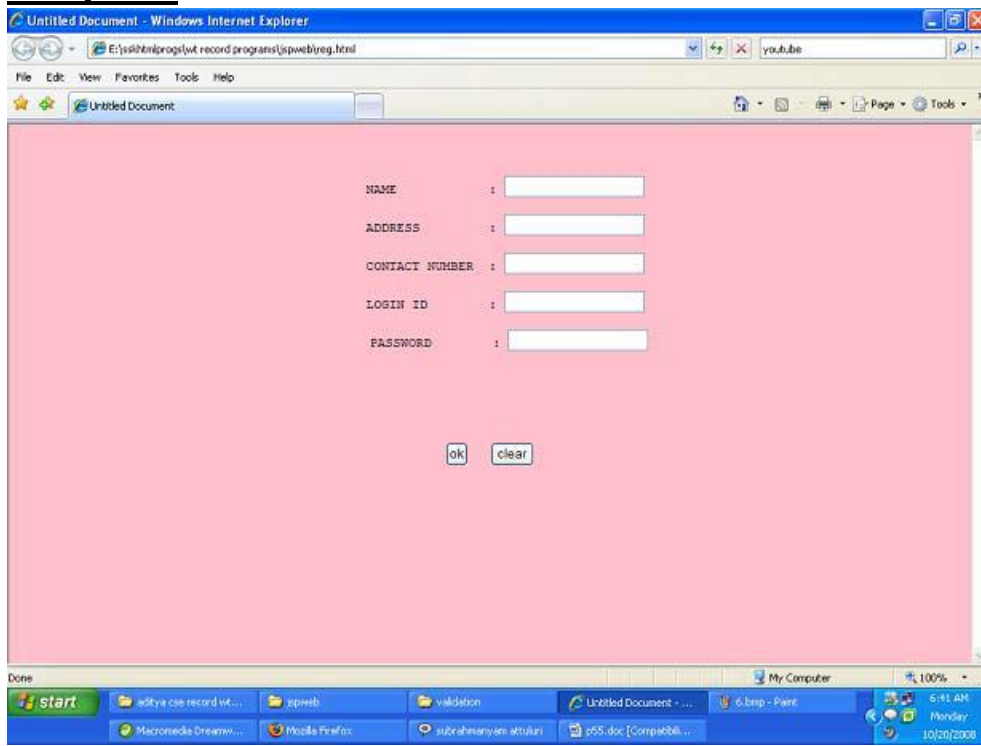 Untitled Document - Windows Internet Explorer
E:\sskhtmlprogs\wt record programs\jspweb\reg.html youtube
File Edit View Favorites Tools Help
Untitled Document Page Tools
NAME :
ADDRESS :
CONTACT NUMBER :
LOGIN ID :
PASSWORD :
ok clear
Done My Computer 100%
start aditya cse record wt... jspweb validation Untitled Document - ... 6.bmp - Paint 6:41 AM
Macromedia Dreamw... Mozilla Firefox subrahmanyam attuluri p55.doc [Compatibili... Monday
10/20/2008